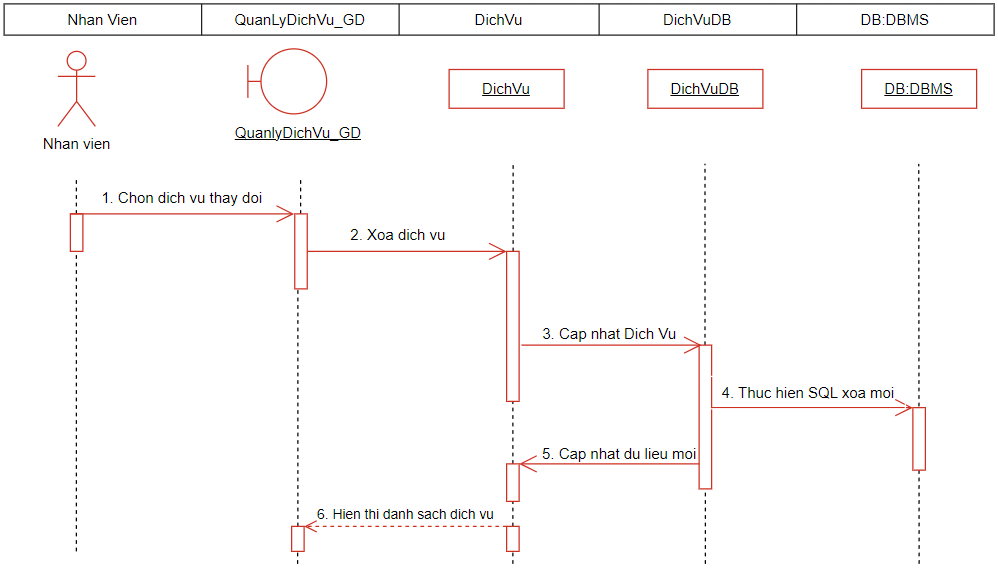 Nhan Vien
QuanLyDichVu_GD
DichVu
DichVuDB
DB:DBMS
Nhan vien
QuanlyDichVu_GD
DichVu
DichVuDB
DB:DBMS
1. Chon dich vu thay doi
2. Xoa dich vu
3. Cap nhat Dich Vu
4. Thuc hien SQL xoa moi
5. Cap nhat du lieu moi
6. Hien thi danh sach dich vu